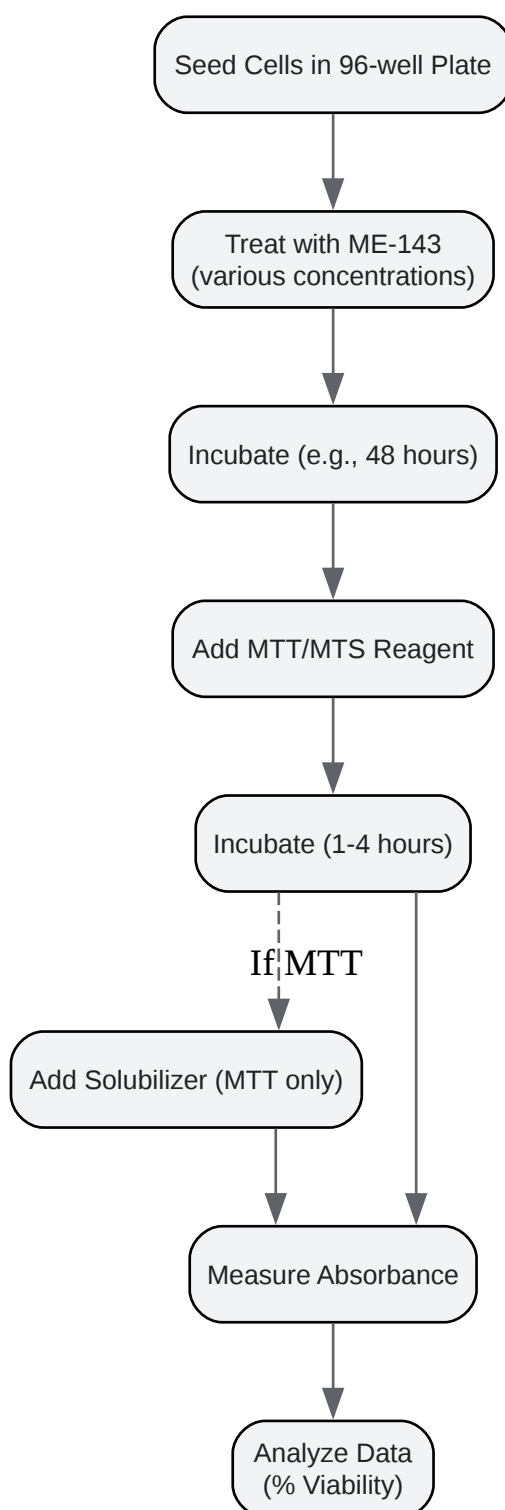 Seed Cells in 96-well Plate
Treat with ME-143
(various concentrations)
Incubate (e.g., 48 hours)
Add MTT/MTS Reagent
Incubate (1-4 hours)
If MTT
Add Solubilizer (MTT only)
Measure Absorbance
Analyze Data
(% Viability)